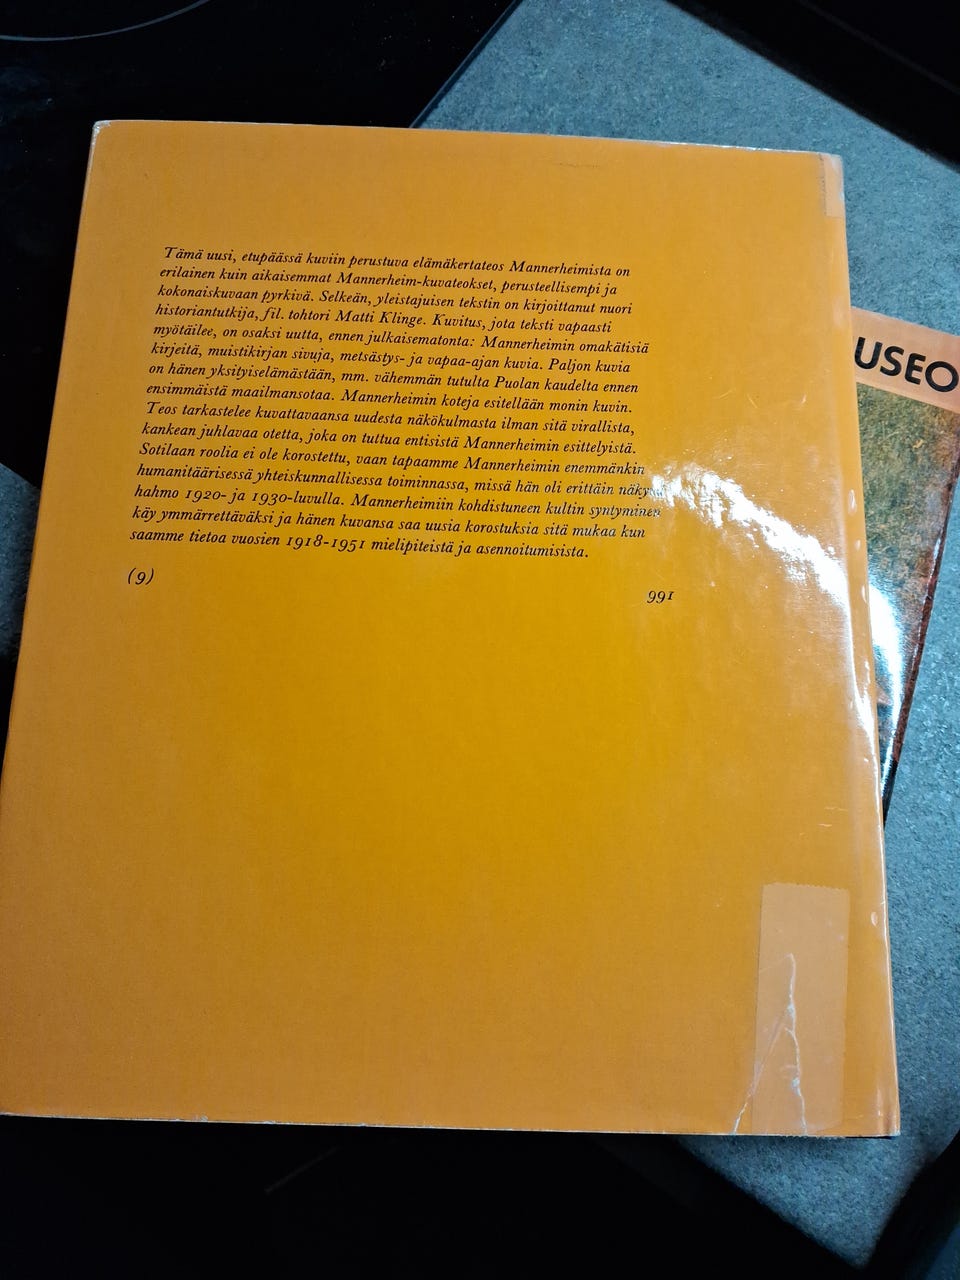 Tämä uusi, etupäässä kuviin perustuva elämäkertateos Mannerheimista on
erilainen kuin aikaisemmat Mannerheim-kuvateokset, perusteellisempi ja
kokonaiskuvaan pyrkivä. Selkeän, yleistajuisen tekstin on kirjoittanut nuori
historiantutkija, fil. tohtori Matti Klinge. Kuvitus, jota teksti vapaasti
myötäilee, on osaksi uutta, ennen julkaisematonta: Mannerheimin omakätisiä
kirjeitä, muistikirjan sivuja, metsästys- ja vapaa-ajan kuvia. Paljon kuvia
on hänen yksityiselämästään, mm. vähemmän tutulta Puolan kaudelta ennen
ensimmäistä maailmansotaa. Mannerheimin koteja esitellään monin kuvin.
Teos tarkastelee kuvattavaansa uudesta näkökulmasta ilman sitä virallista,
kankean juhlavaa otetta, joka on tuttua entisistä Mannerheimin esittelyistä.
Sotilaan roolia ei ole korostettu, vaan tapaamme Mannerheimin enemmänkin
humanitäärisessä yhteiskunnallisessa toiminnassa, missä hän oli erittäin
hahmo 1920- ja 1930-luvulla. Mannerheimiin kohdistuneen kultin syntyminen
käy ymmärrettäväksi ja hänen kuvansa saa uusia korostuksia sitä mukaa kun
saamme tietoa vuosien 1918-1951 mielipiteistä ja asennoitumisista.
(9)
991
USEO